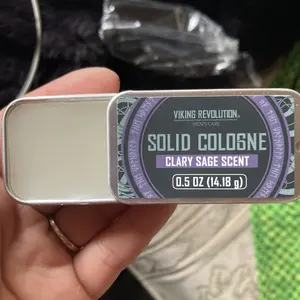 VIKING REVOLUTION
MEN'S CARE
SOLID COLOGNE
CLARY SAGE SCENT
0.5 OZ (14.18 g)